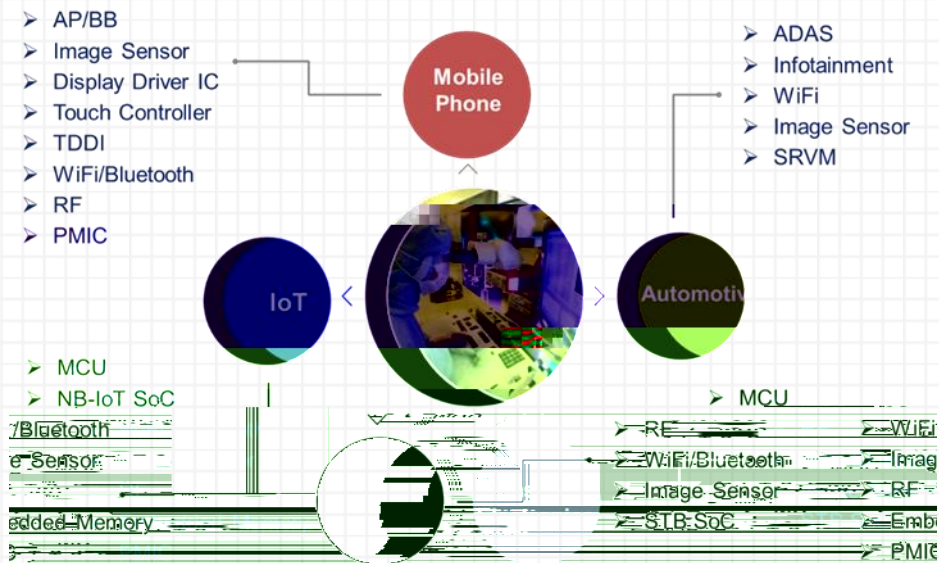 AP/BB
Image Sensor
Display Driver IC
Touch Controller
TDDI
WiFi/Bluetooth
RF
PMIC
Mobile
Phone
ADAS
Infotainment
WiFi
Image Sensor
SRVM
IoT
Automotiv
MCU
NB-IoT SoC
MCU
/Bluetooth
e Sensor
edded Memory
RF
WiFi/Bluetooth
Image Sensor
STB SoC
WiFi
Imag
RF
Embe
PMIC